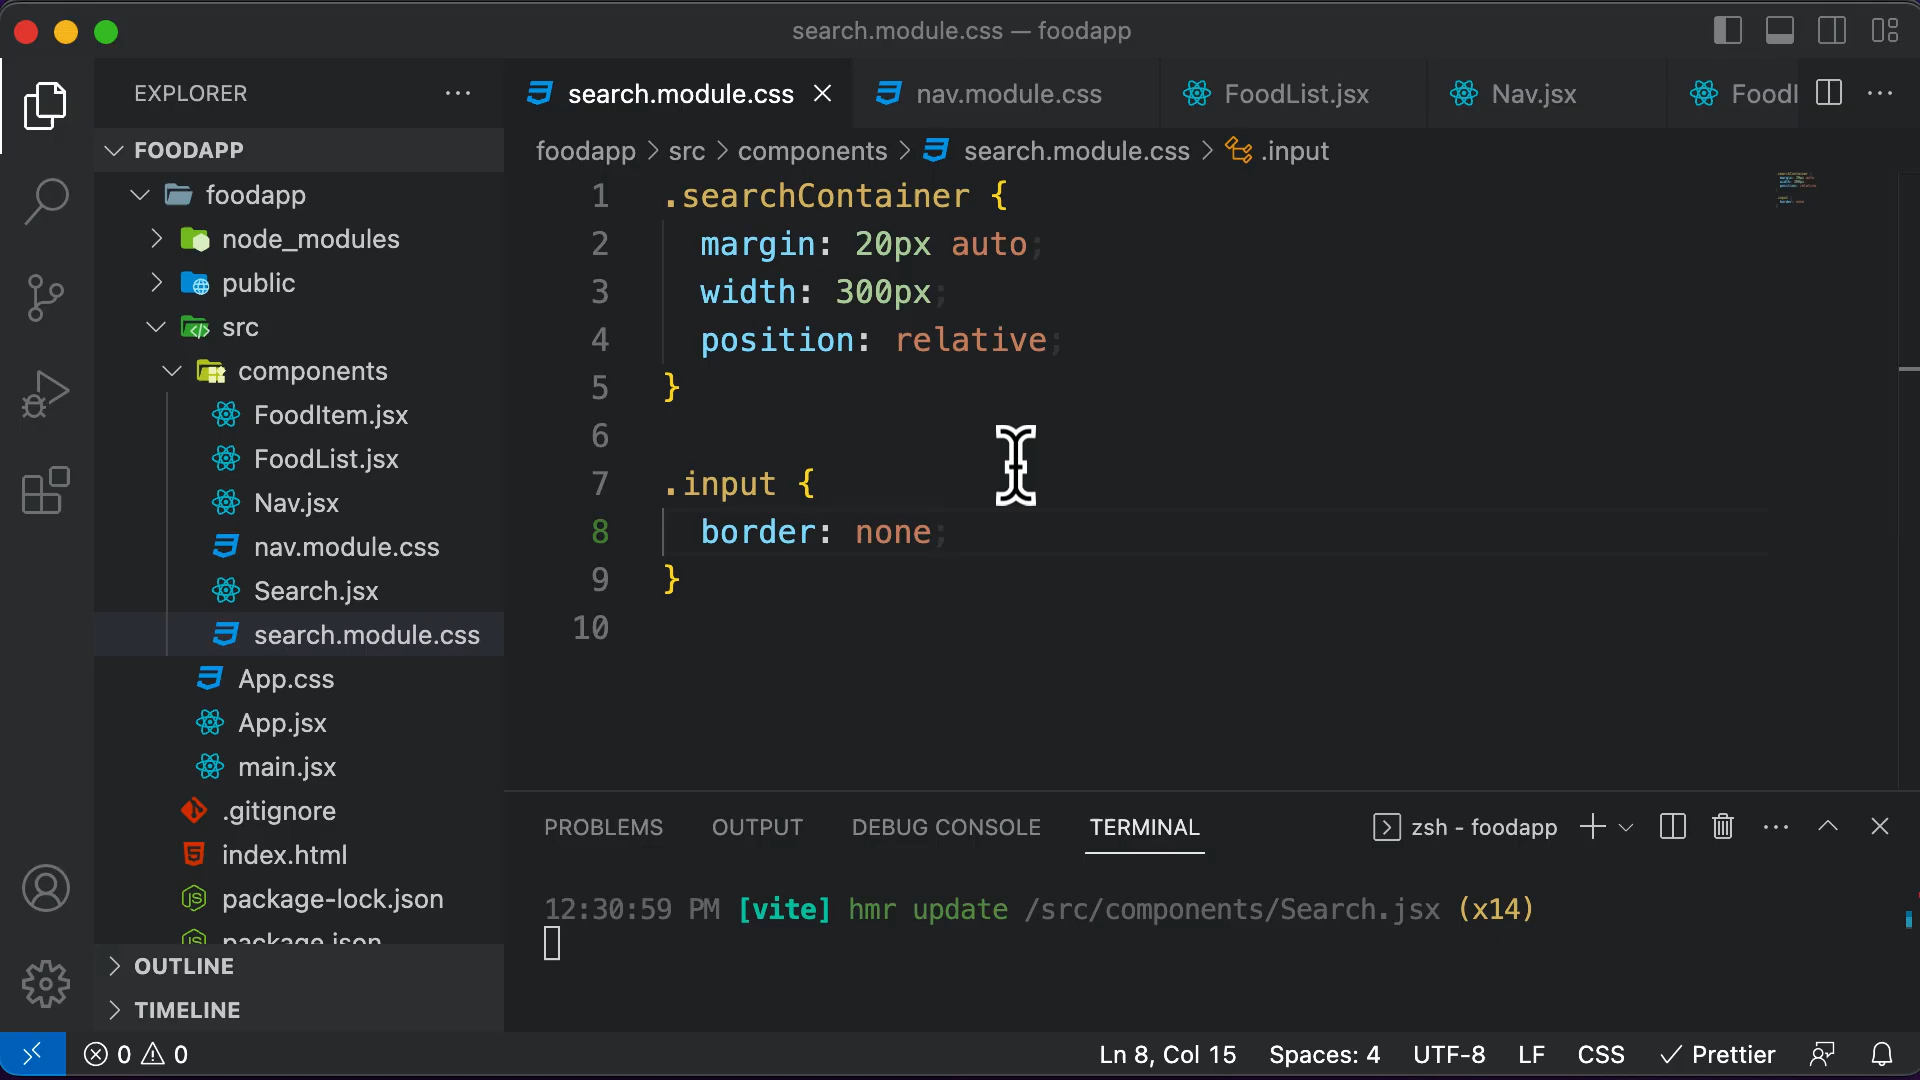 search.module.css — foodapp
EXPLORER
search.module.css
nav.module.css
FoodList.jsx
Nav.jsx
FoodI
FOODAPP
foodapp > src > components > search.module.css > .input
foodapp
node_modules
public
src
components
FoodItem.jsx
FoodList.jsx
Nav.jsx
nav.module.css
Search.jsx
search.module.css
App.css
App.jsx
main.jsx
.gitignore
index.html
package-lock.json
package.json
OUTLINE
TIMELINE
1 .searchContainer {
2 margin: 20px auto;
3 width: 300px;
4 position: relative;
5 }
6
7 .input {
8 border: none;
9 }
10
PROBLEMS OUTPUT DEBUG CONSOLE TERMINAL
zsh - foodapp
12:30:59 PM [vite] hmr update /src/components/Search.jsx (x14)
0 0
Ln 8, Col 15 Spaces: 4 UTF-8 LF CSS Prettier